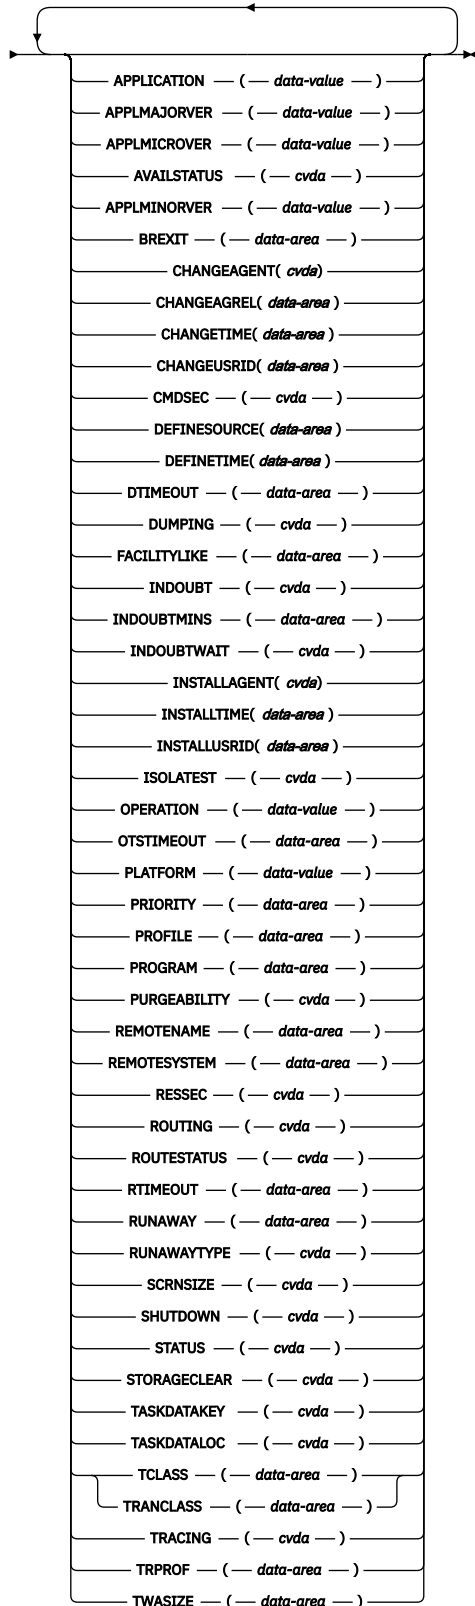 APPLICATION ( data-value )
APPLMAJORVER ( data-value )
APPLMICROVER ( data-value )
AVAILSTATUS ( cvda )
APPLMINORVER ( data-value )
BREXIT ( data-area )
CHANGEAGENT( cvda)
CHANGEAGREL( data-area )
CHANGETIME( data-area )
CHANGEUSRID( data-area )
CMDSEC ( cvda )
DEFINESOURCE( data-area )
DEFINETIME( data-area )
DTIMEOUT ( data-area )
DUMPING ( cvda )
FACILITYLIKE ( data-area )
INDOUBT ( cvda )
INDOUBTMINS ( data-area )
INDOUBTWAIT ( cvda )
INSTALLAGENT( cvda)
INSTALLTIME( data-area )
INSTALLUSRID( data-area )
ISOLATEST ( cvda )
OPERATION ( data-value )
OTSTIMEOUT ( data-area )
PLATFORM ( data-value )
PRIORITY ( data-area )
PROFILE ( data-area )
PROGRAM ( data-area )
PURGEABILITY ( cvda )
REMOTENAME ( data-area )
REMOTESYSTEM ( data-area )
RESSEC ( cvda )
ROUTING ( cvda )
ROUTESTATUS ( cvda )
RTIMEOUT ( data-area )
RUNAWAY ( data-area )
RUNAWAYTYPE ( cvda )
SCRNSIZE ( cvda )
SHUTDOWN ( cvda )
STATUS ( cvda )
STORAGECLEAR ( cvda )
TASKDATAKEY ( cvda )
TASKDATALOC ( cvda )
TCLASS ( data-area )
TRANCLASS ( data-area )
TRACING ( cvda )
TRPROF ( data-area )
TWASIZE ( data-area )